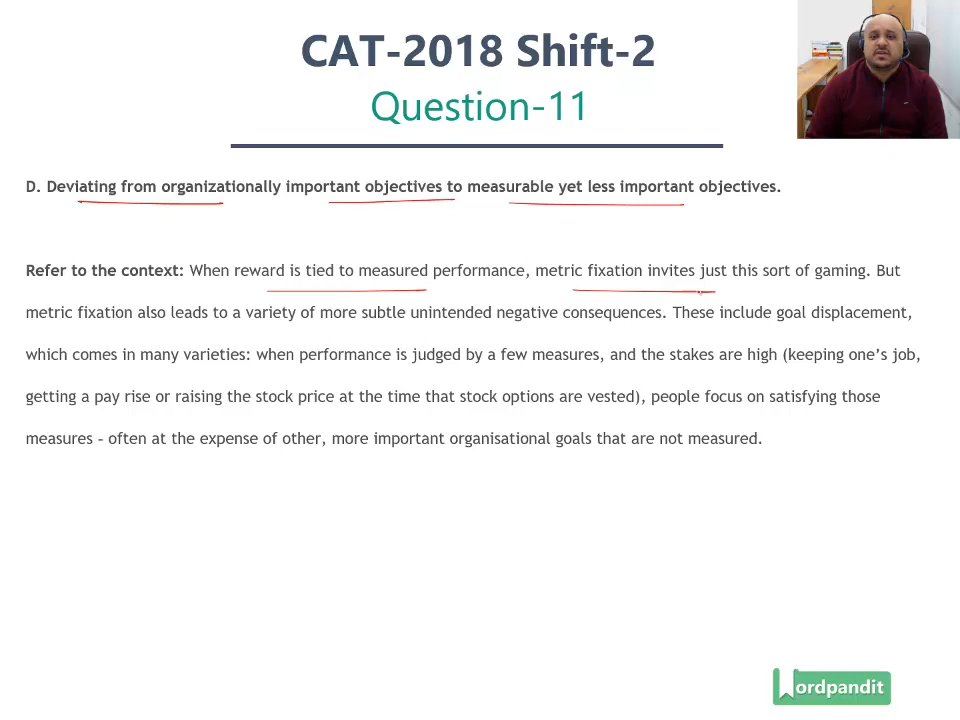 CAT-2018 Shift-2
Question-11
D. Deviating from organizationally important objectives to measurable yet less important objectives.
Refer to the context: When reward is tied to measured performance, metric fixation invites just this sort of gaming. But
metric fixation also leads to a variety of more subtle unintended negative consequences. These include goal displacement,
which comes in many varieties: when performance is judged by a few measures, and the stakes are high (keeping one's job,
getting a pay rise or raising the stock price at the time that stock options are vested), people focus on satisfying those
measures – often at the expense of other, more important organisational goals that are not measured.
Wordpandit